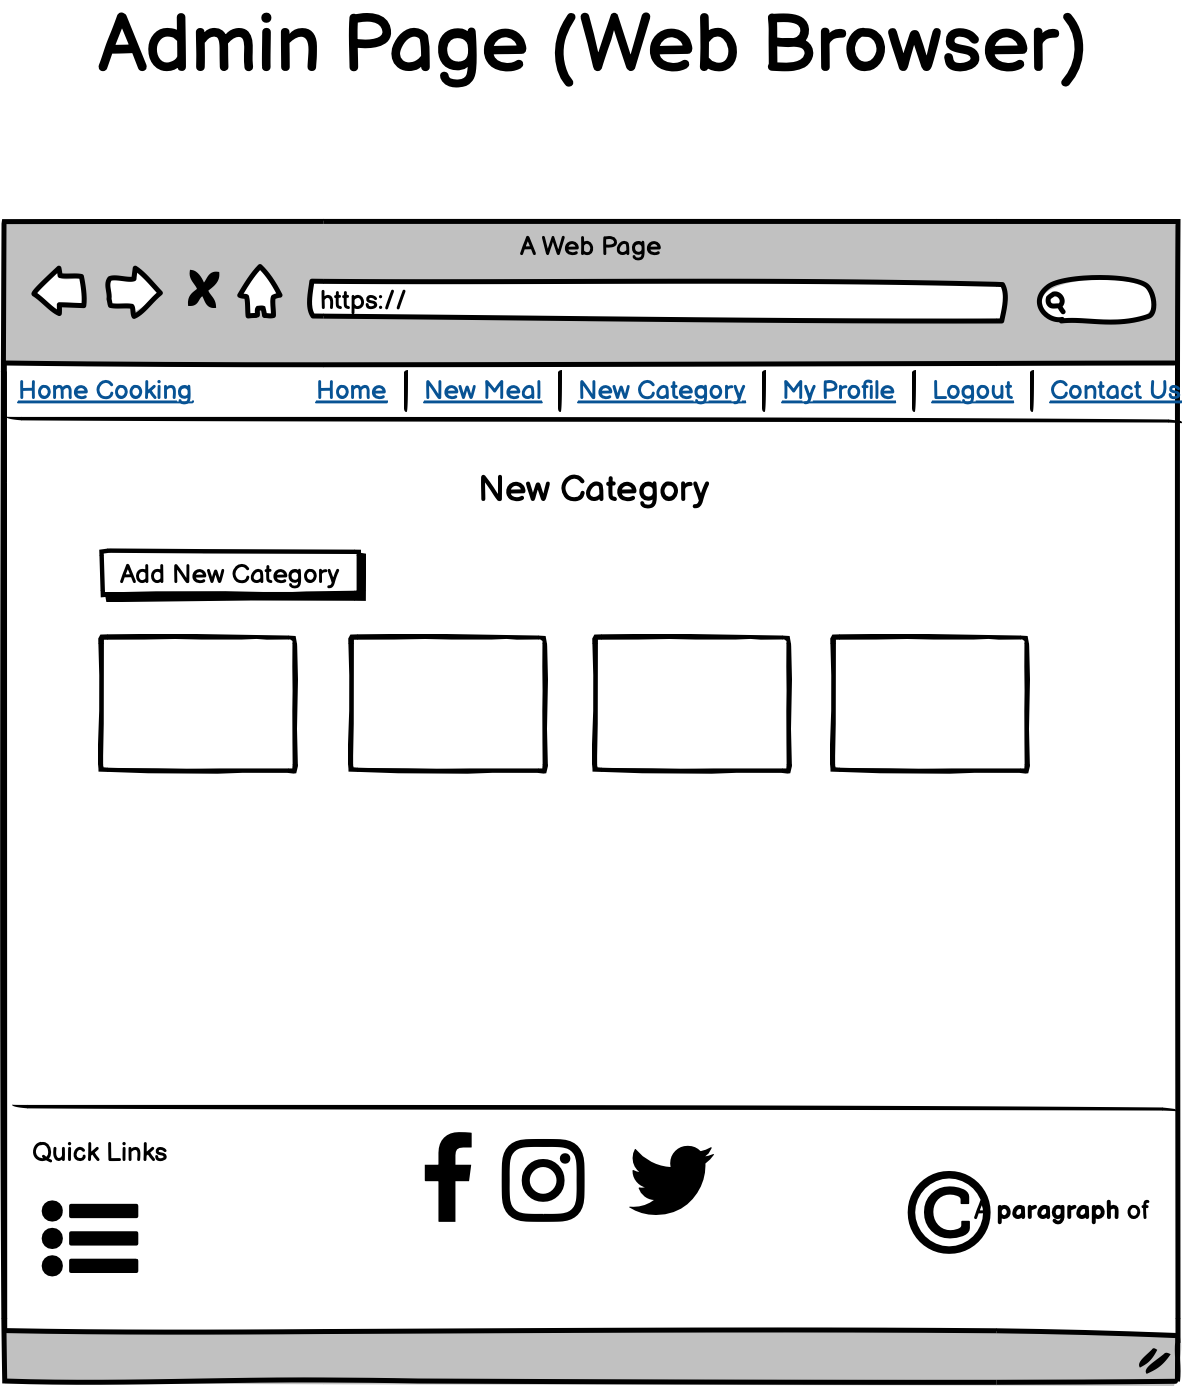 Admin Page (Web Browser)
A Web Page
https://
Home Cooking Home New Meal New Category My Profile Logout Contact Us
New Category
Add New Category
Quick Links
A paragraph of